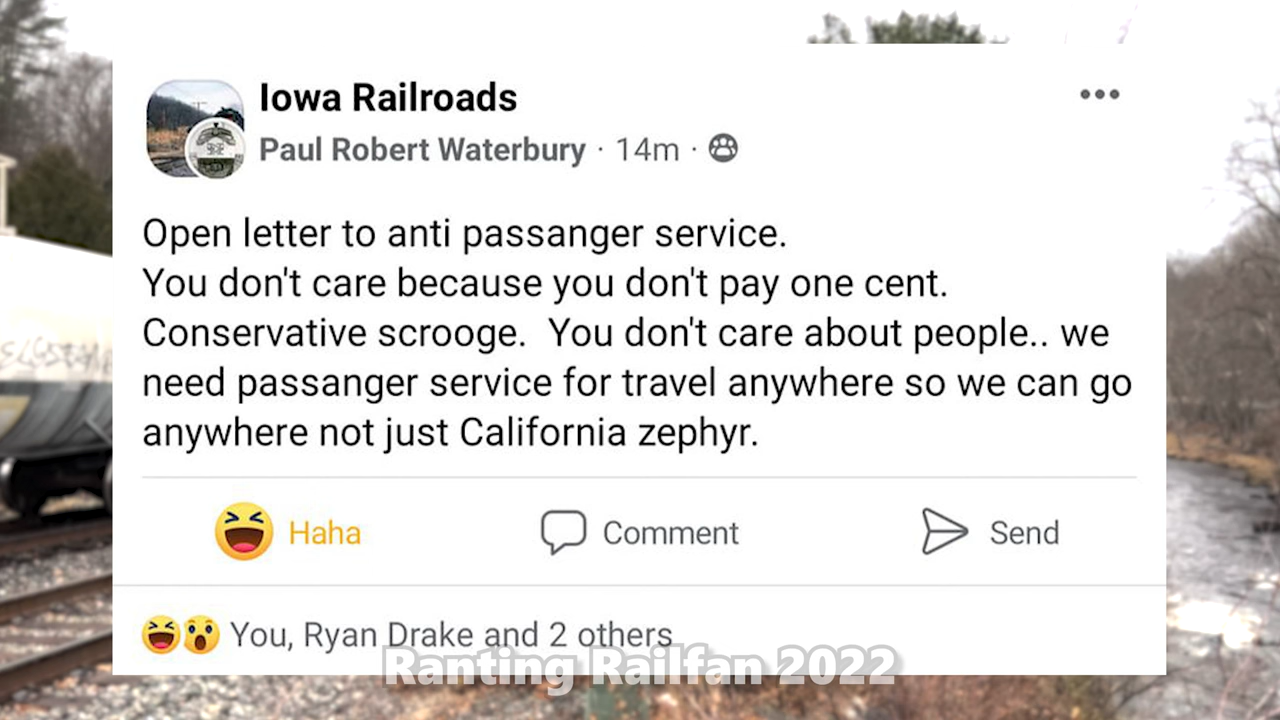 Iowa Railroads
Paul Robert Waterbury · 14m ·
Open letter to anti passanger service.
You don't care because you don't pay one cent.
Conservative scrooge.  You don't care about people.. we
need passanger service for travel anywhere so we can go
anywhere not just California zephyr.
Haha
Comment
Send
You, Ryan Drake and 2 others
Ranting Railfan 2022